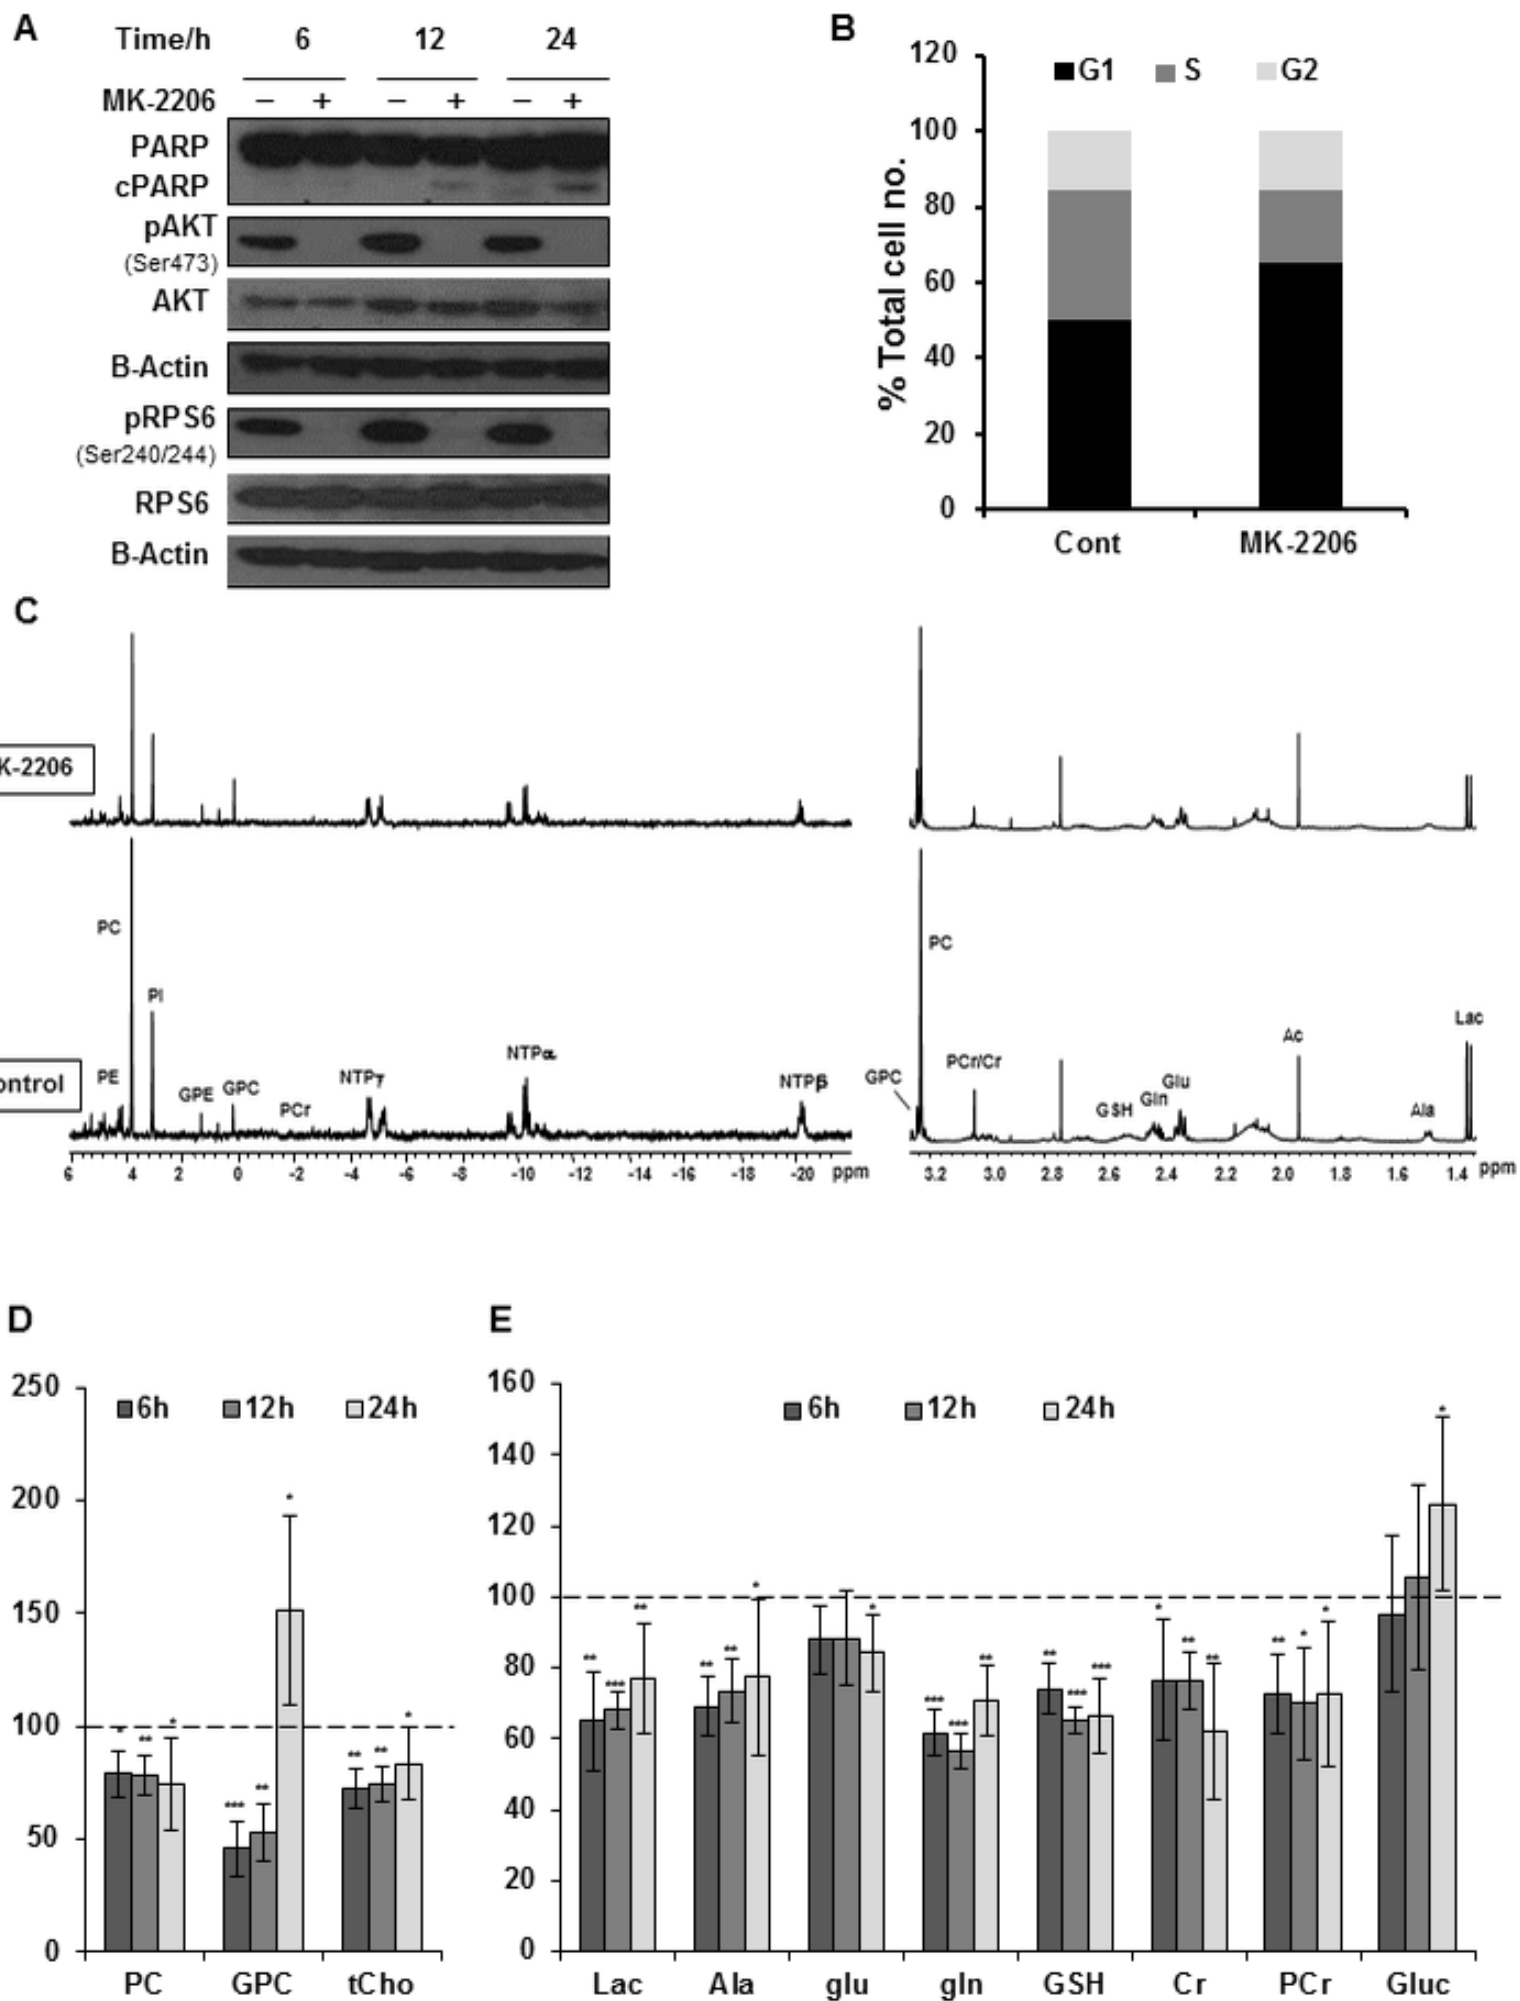 A
Time/h 6 12 24
MK-2206 – + – + – +
PARP
cPARP
pAKT
(Ser473)
AKT
B-Actin
pRPS6
(Ser240/244)
RPS6
B-Actin
B
120
100
80
60
40
20
0
% Total cell no.
G1 S G2
Cont MK-2206
C
K-2206
PC
PI
PE
GPE
GPC
PCr
NTPγ
NTPα
NTPβ
ontrol
6 4 2 0 -2 -4 -6 -8 -10 -12 -14 -16 -18 -20 ppm
PC
GPC
PCr/Cr
GSH
Gln
Glu
Ac
Ala
Lac
3.2 3.0 2.8 2.6 2.4 2.2 2.0 1.8 1.6 1.4 ppm
D
250
200
150
100
50
0
6h 12h 24h
* ** *
*** ** *
** ** *
PC GPC tCho
E
160
140
120
100
80
60
40
20
0
6h 12h 24h
** *** **
** ** *
*
*** *** **
** *** ***
* ** **
** * *
*
Lac Ala glu gln GSH Cr PCr Gluc